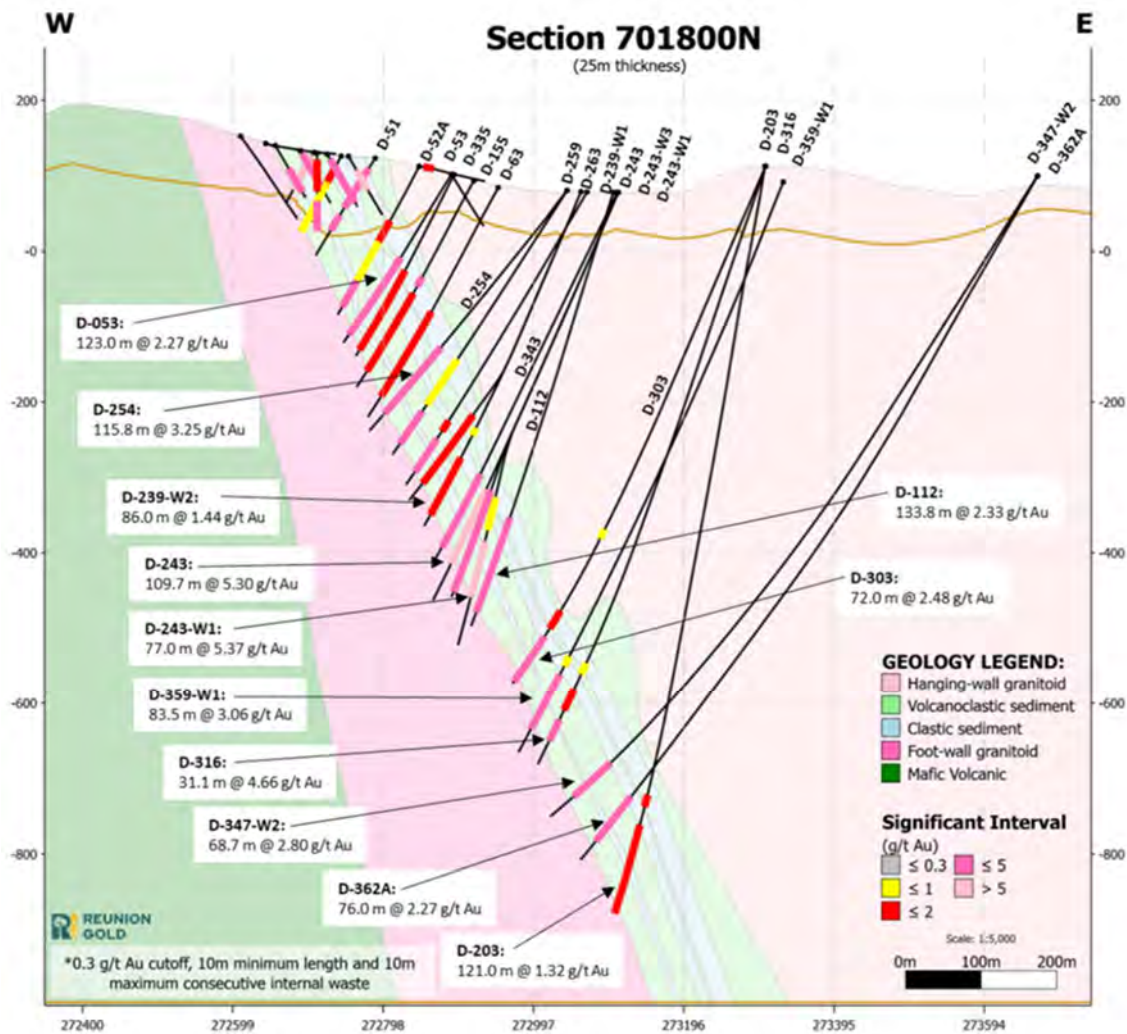 W
E
Section 701800N
(25m thickness)
D-51
D-52A
D-53
D-335
D-155
D-63
D-259
D-263
D-239-W1
D-243
D-243-W3
D-243-W1
D-203
D-316
D-359-W1
D-347-W2
D-362A
200
200
-0
0
-200
-200
-400
-400
-600
-600
-800
-800
D-254
D-343
D-112
D-303
D-053:
123.0 m @ 2.27 g/t Au
D-254:
115.8 m @ 3.25 g/t Au
D-239-W2:
86.0 m @ 1.44 g/t Au
D-243:
109.7 m @ 5.30 g/t Au
D-243-W1:
77.0 m @ 5.37 g/t Au
D-359-W1:
83.5 m @ 3.06 g/t Au
D-316:
31.1 m @ 4.66 g/t Au
D-347-W2:
68.7 m @ 2.80 g/t Au
D-362A:
76.0 m @ 2.27 g/t Au
D-203:
121.0 m @ 1.32 g/t Au
D-112:
133.8 m @ 2.33 g/t Au
D-303:
72.0 m @ 2.48 g/t Au
GEOLOGY LEGEND:
Hanging-wall granitoid
Volcanoclastic sediment
Clastic sediment
Foot-wall granitoid
Mafic Volcanic
Significant Interval
(g/t Au)
≤ 0.3
≤ 5
≤ 1
> 5
≤ 2
Scale: 1:5,000
0m
100m
200m
REUNION
GOLD
*0.3 g/t Au cutoff, 10m minimum length and 10m
maximum consecutive internal waste
272400
272599
272798
272997
273196
273395
273594